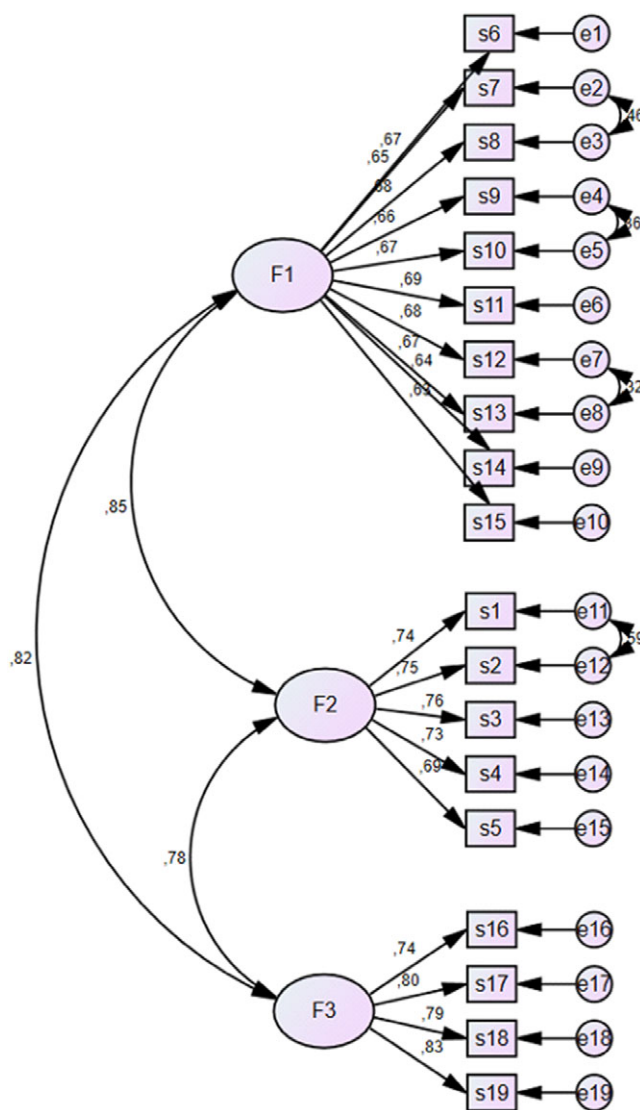 s6 e1
s7 e2
,67
,65
s8 e3
,68
s9 e4
,66
s10 e5
,67
F1
,69
s11 e6
,68
s12 e7
,67
,64
s13 e8
,63
s14 e9
s15 e10
,85
s1 e11
,74
s2 e12
,75
,82
F2
,76
s3 e13
,73
s4 e14
,69
s5 e15
,78
s16 e16
,74
,80
s17 e17
F3
,79
s18 e18
,83
s19 e19